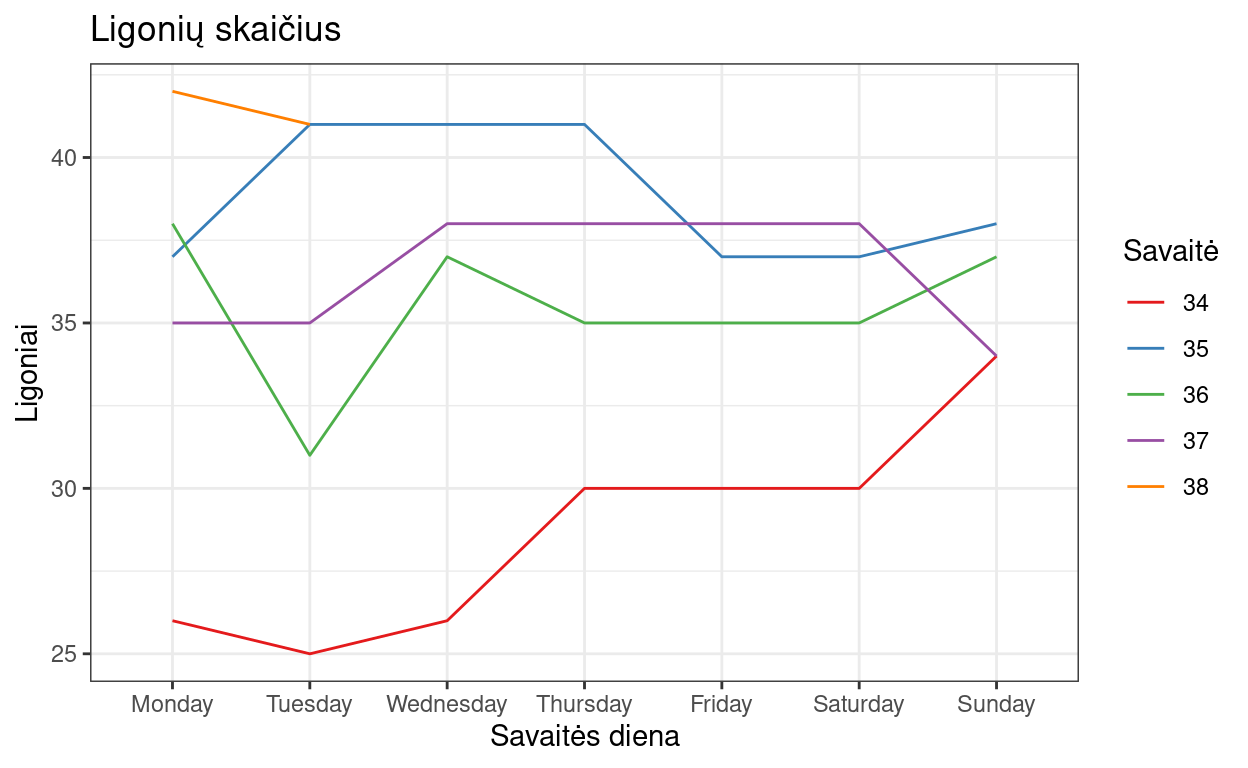 Ligonių skaičius
Ligoniai
40
35
30
25
Monday Tuesday Wednesday Thursday Friday Saturday Sunday
Savaitės diena
Savaitė
34
35
36
37
38